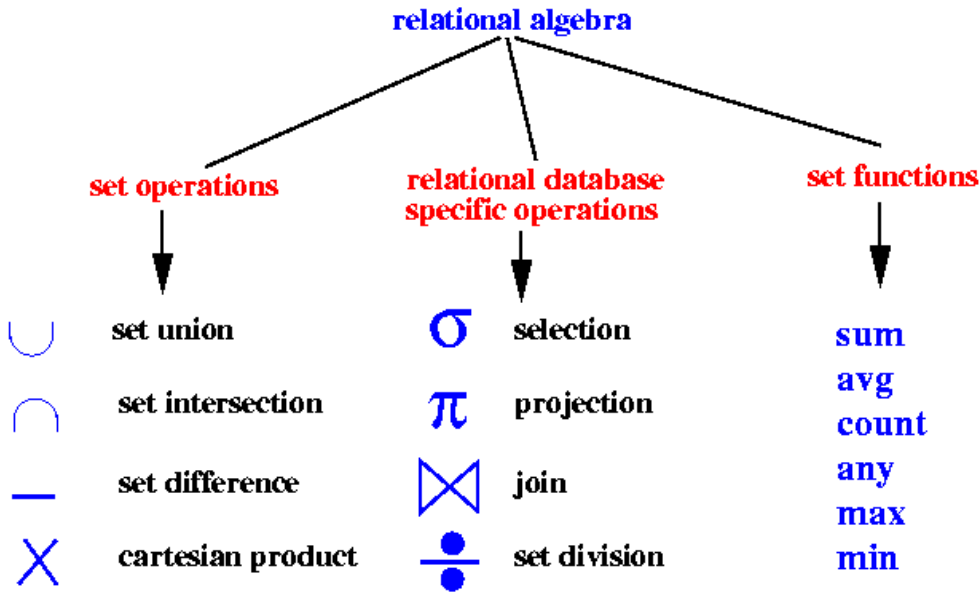 relational algebra
set operations
relational database
specific operations
set functions
∪ set union
∩ set intersection
— set difference
× cartesian product
σ selection
π projection
⋈ join
÷ set division
sum
avg
count
any
max
min